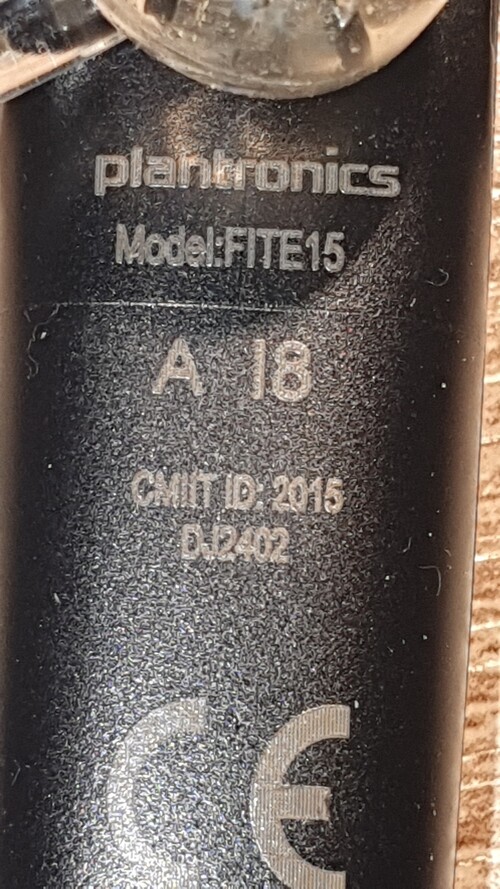 plantronics
Model:FITE15
A 18
CMIIT ID: 2015
DJ2402
CE